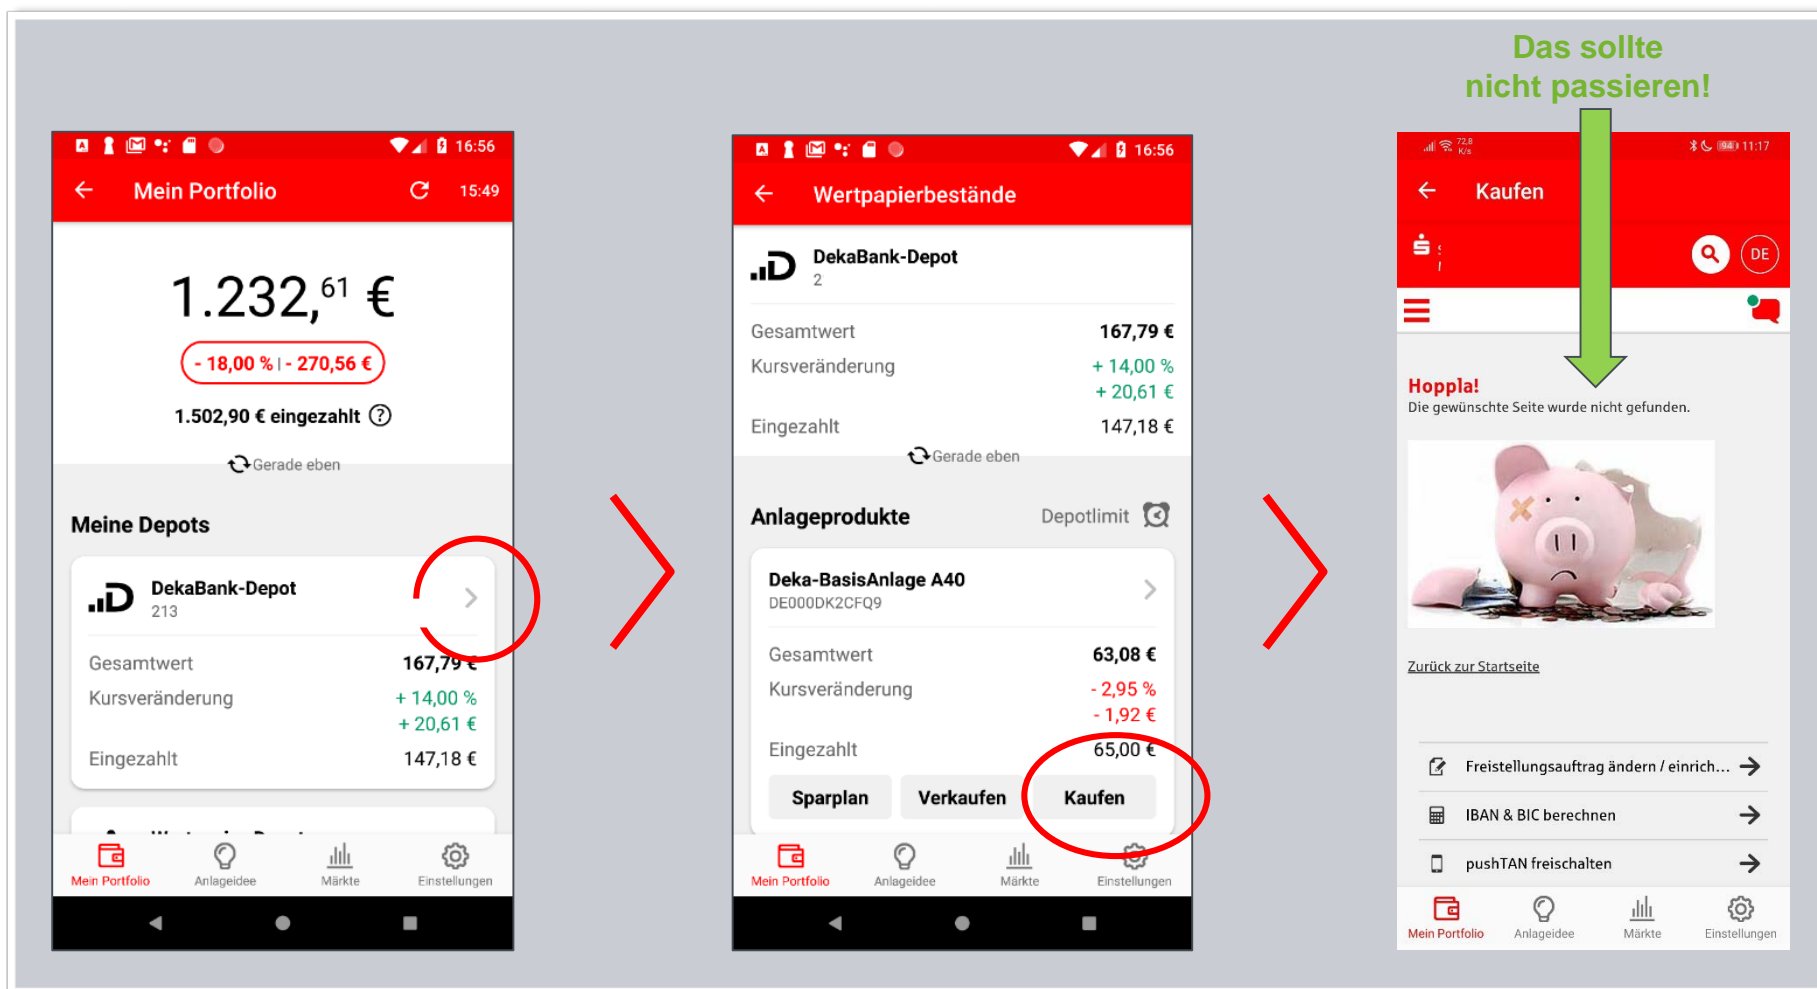 Das sollte
nicht passieren!
16:56
Mein Portfolio
15:49
1.232,61 €
- 18,00 % | - 270,56 €
1.502,90 € eingezahlt ?
Gerade eben
Meine Depots
DekaBank-Depot
213
Gesamtwert 167,79 €
Kursveränderung + 14,00 %
+ 20,61 €
Eingezahlt 147,18 €
Mein Portfolio Anlageidee Märkte Einstellungen
16:56
Wertpapierbestände
DekaBank-Depot
2
Gesamtwert 167,79 €
Kursveränderung + 14,00 %
+ 20,61 €
Eingezahlt 147,18 €
Gerade eben
Anlageprodukte Depotlimit
Deka-BasisAnlage A40
DE000DK2CFQ9
Gesamtwert 63,08 €
Kursveränderung - 2,95 %
- 1,92 €
Eingezahlt 65,00 €
Sparplan Verkaufen Kaufen
Mein Portfolio Anlageidee Märkte Einstellungen
72,8 K/s 94 11:17
Kaufen
DE
Hoppla!
Die gewünschte Seite wurde nicht gefunden.
Zurück zur Startseite
Freistellungsauftrag ändern / einrich...
IBAN & BIC berechnen
pushTAN freischalten
Mein Portfolio Anlageidee Märkte Einstellungen